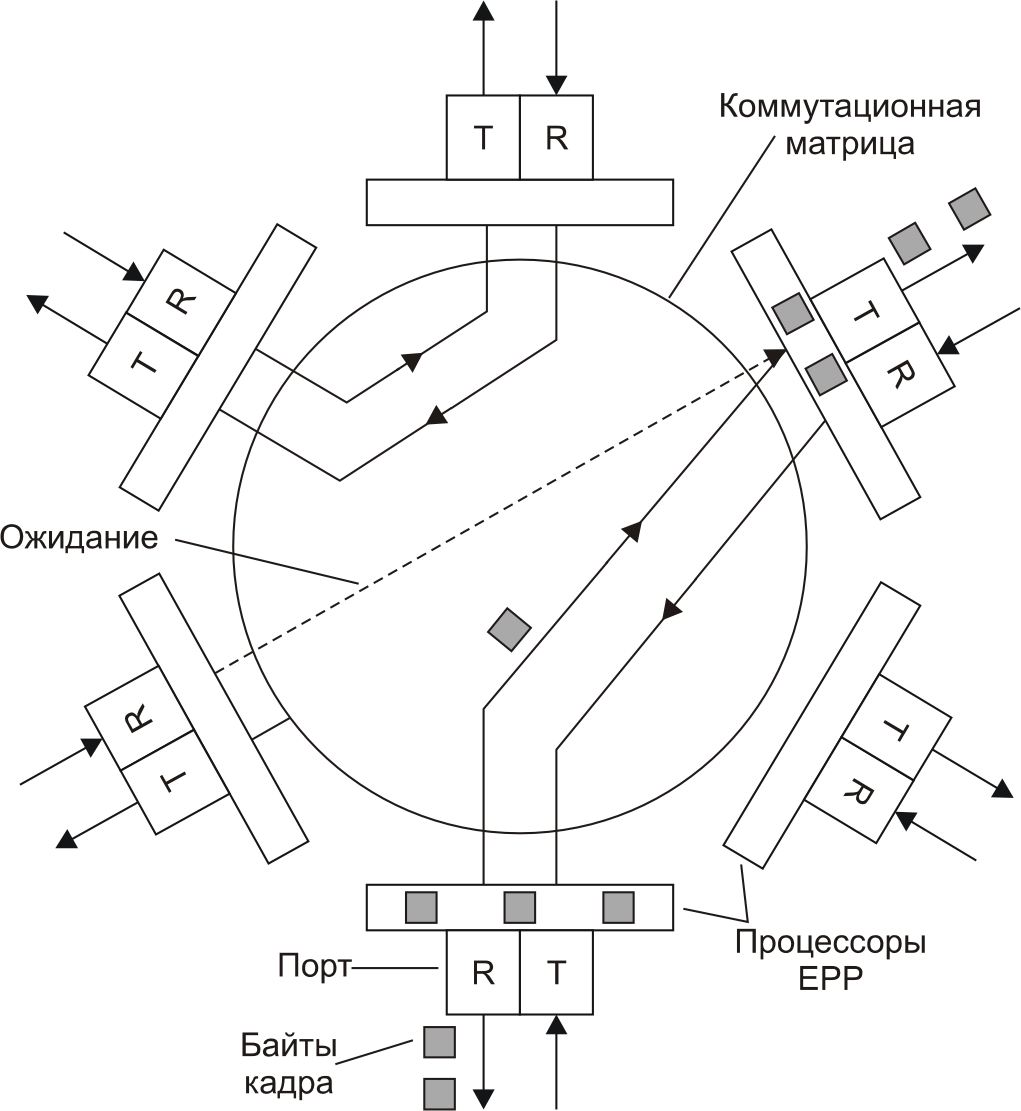 T R
Коммутационная
матрица
R
T
T
R
Ожидание
R
T
T
R
Процессоры
EPP
Порт
R T
Байты
кадра